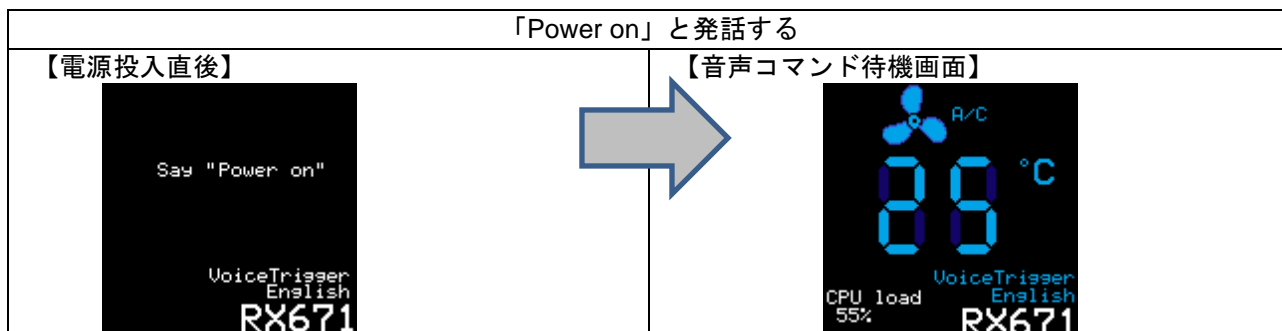 「Power on」と発話する
【電源投入直後】
Say "Power on"
VoiceTrigger
English
RX671
【音声コマンド待機画面】
A/C
25 °C
VoiceTrigger
CPU load English
55% RX671